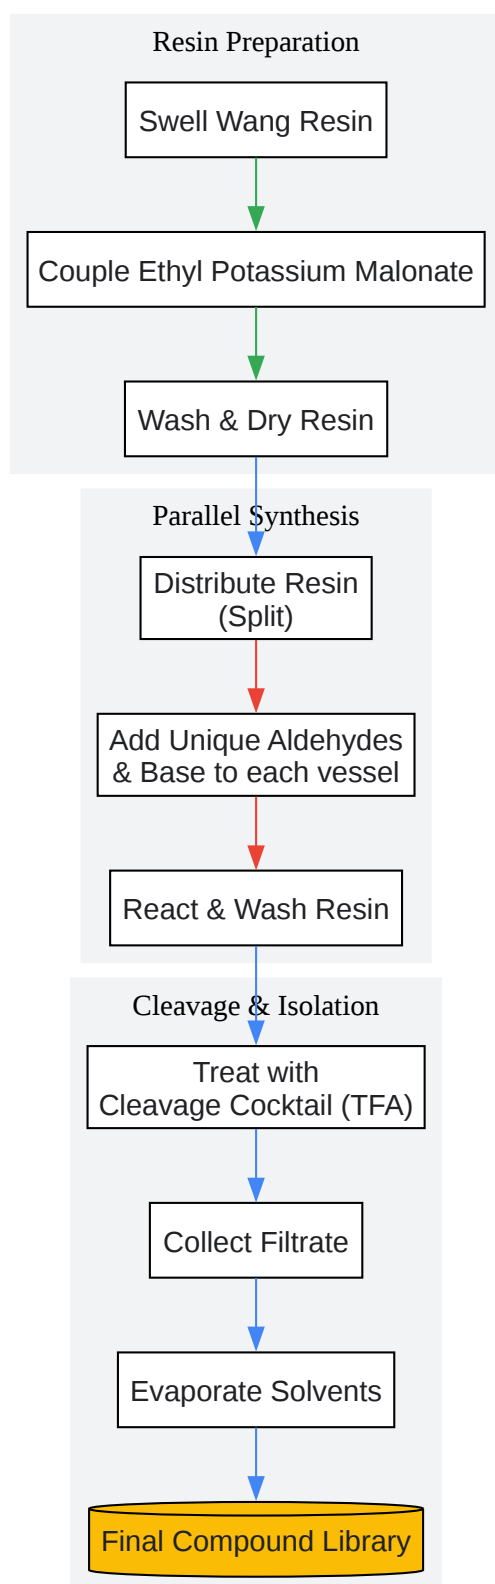 Resin Preparation
Swell Wang Resin
Couple Ethyl Potassium Malonate
Wash & Dry Resin
Parallel Synthesis
Distribute Resin
(Split)
Add Unique Aldehydes
& Base to each vessel
React & Wash Resin
Cleavage & Isolation
Treat with
Cleavage Cocktail (TFA)
Collect Filtrate
Evaporate Solvents
Final Compound Library